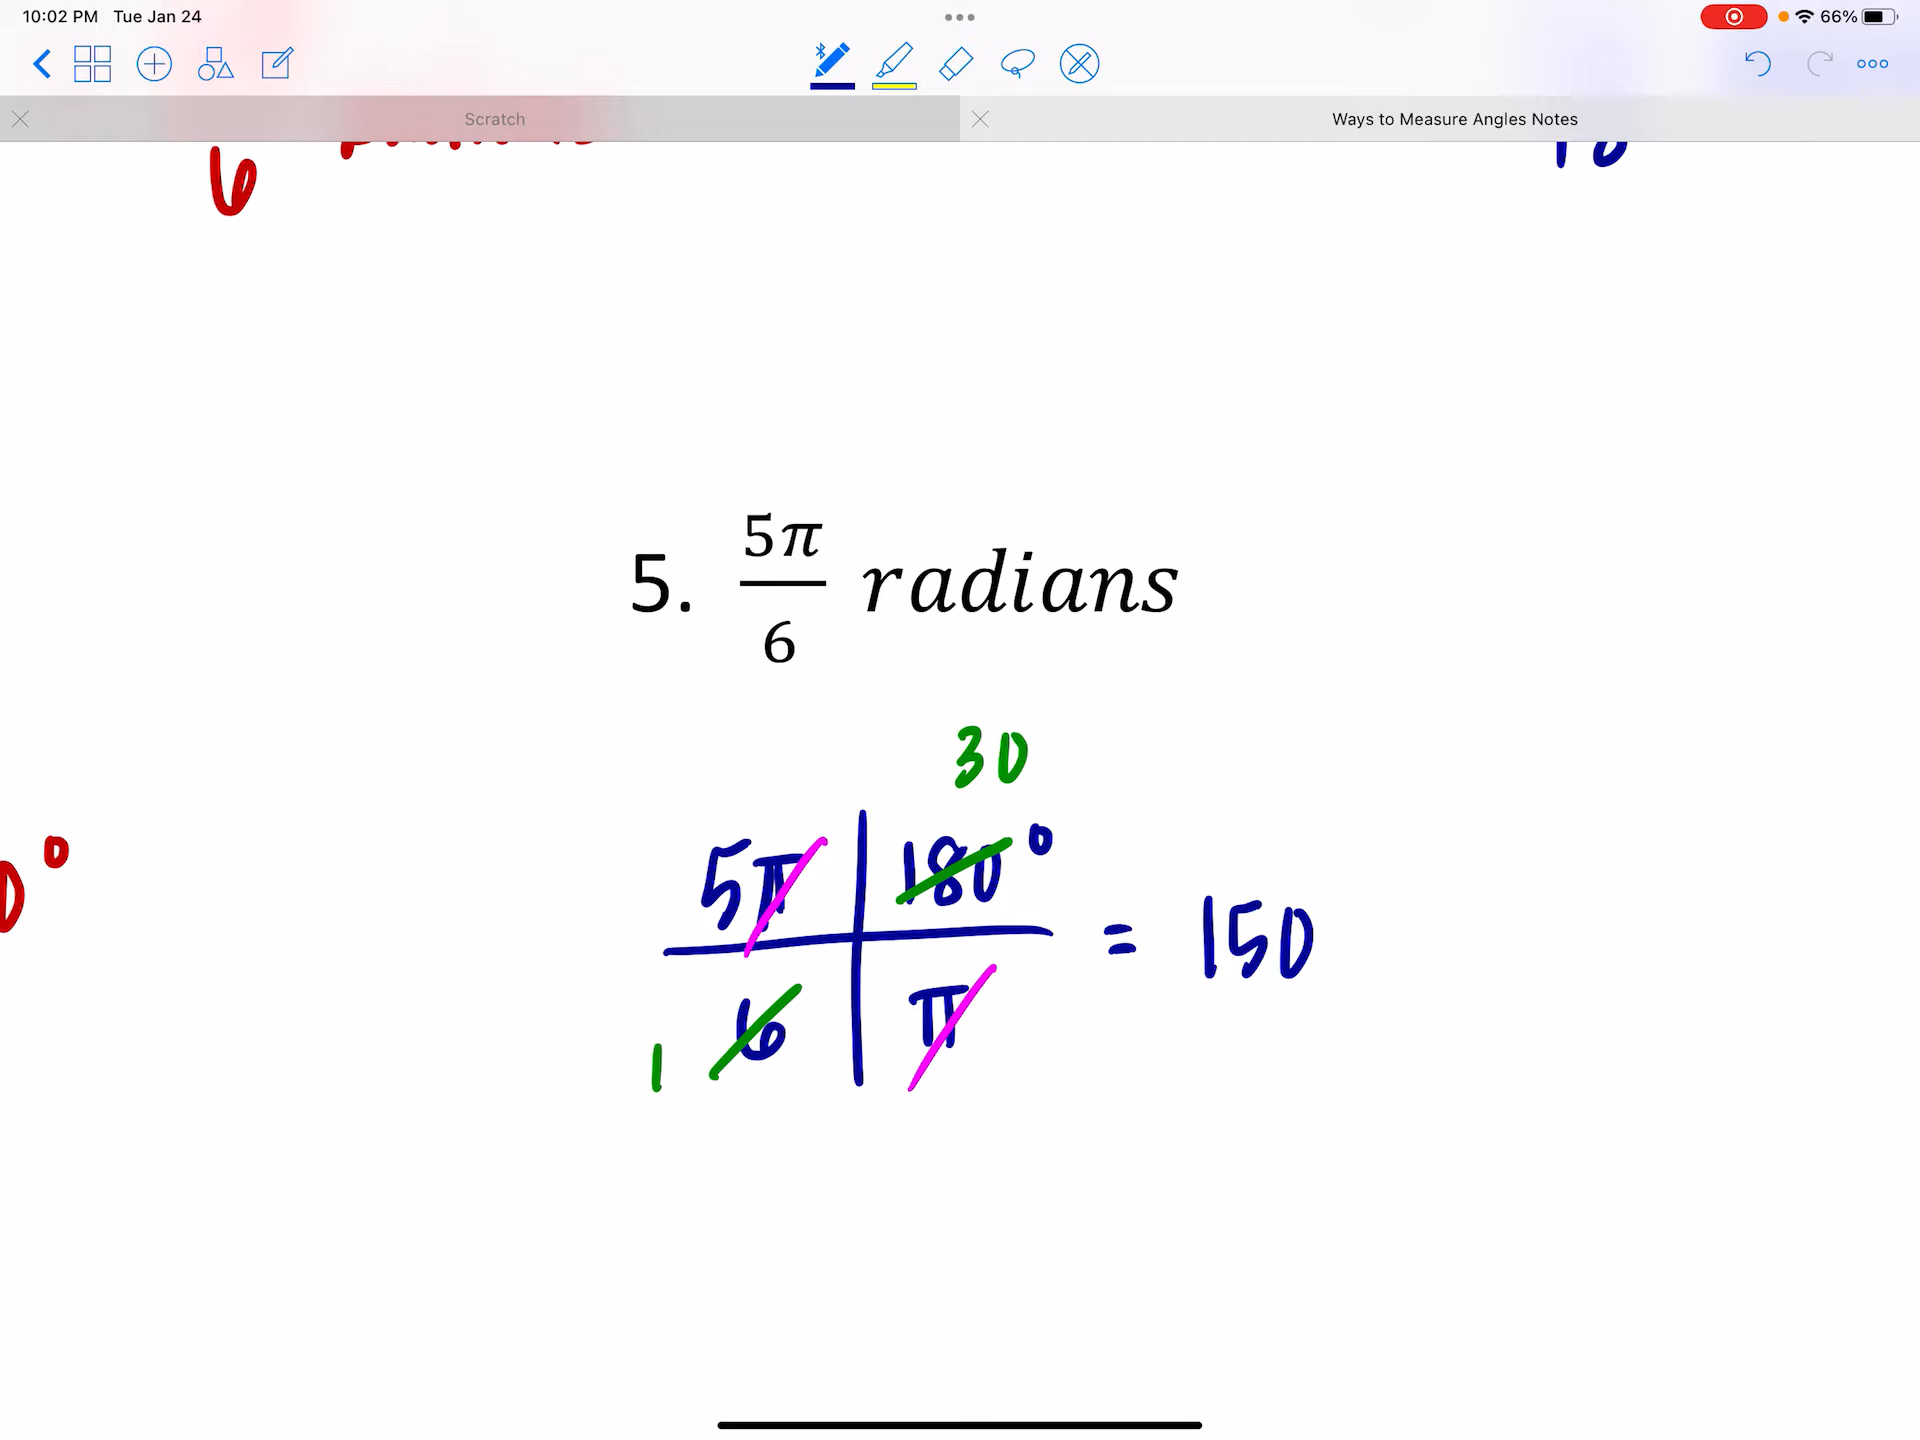 10:02 PM Tue Jan 24
66%
Scratch
Ways to Measure Angles Notes
6
5. 5π/6 radians
30
5π 180° = 150
1 6 π